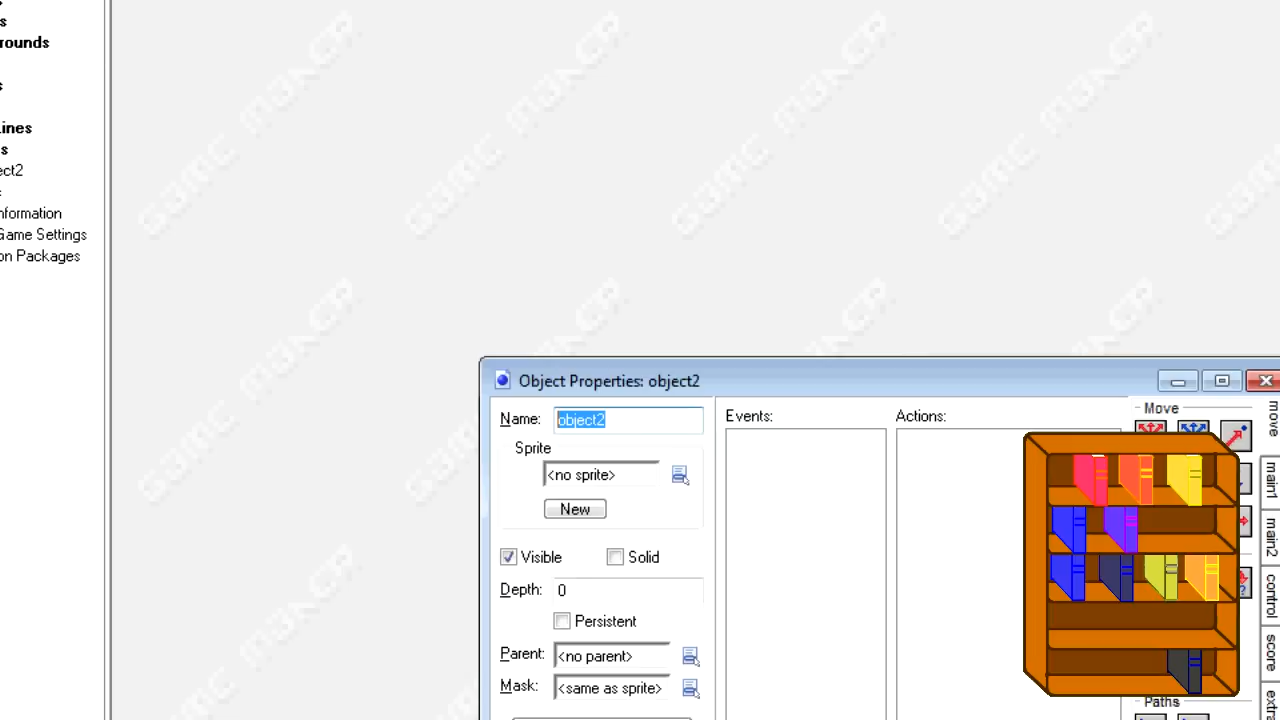 s
rounds
s
ines
s
ect2
nformation
Game Settings
on Packages
Object Properties: object2
Name: object2
Events:
Actions:
Move
Sprite
<no sprite>
New
Visible
Solid
Depth: 0
Persistent
Parent: <no parent>
Mask: <same as sprite>
Paths
move
main1
main2
control
score
extra